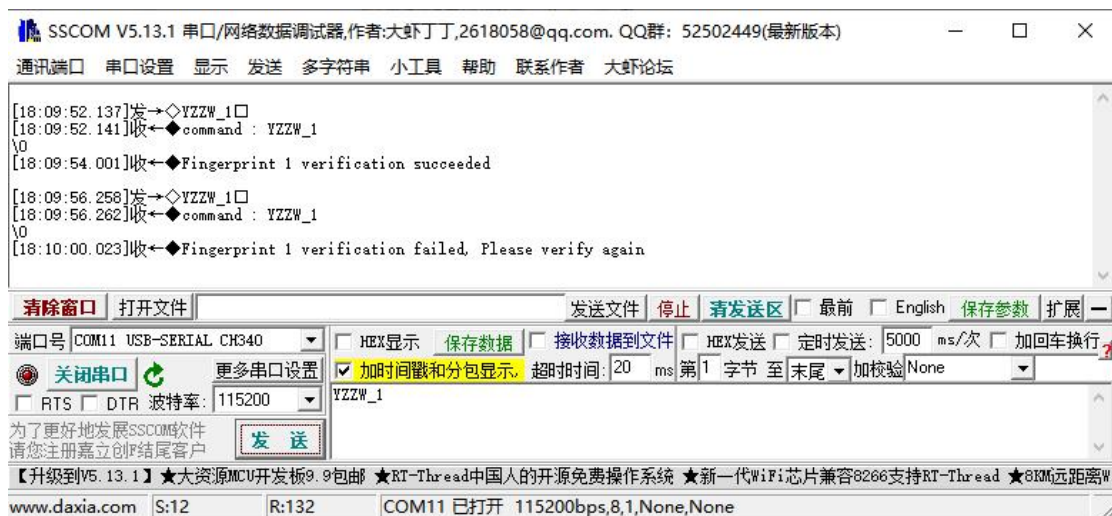 SSCOM V5.13.1 串口/网络数据调试器,作者:大虾丁丁,2618058@qq.com. QQ群: 52502449(最新版本)
通讯端口 串口设置 显示 发送 多字符串 小工具 帮助 联系作者 大虾论坛
[18:09:52.137]发→◇YZZW_1□
[18:09:52.141]收←◆command : YZZW_1
\0
[18:09:54.001]收←◆Fingerprint 1 verification succeeded
[18:09:56.258]发→◇YZZW_1□
[18:09:56.262]收←◆command : YZZW_1
\0
[18:10:00.023]收←◆Fingerprint 1 verification failed, Please verify again
清除窗口 打开文件 发送文件 停止 清发送区 最前 English 保存参数 扩展 —
端口号 COM11 USB-SERIAL CH340 HEX显示 保存数据 接收数据到文件 HEX发送 定时发送: 5000 ms/次 加回车换行
关闭串口 更多串口设置 加时间戳和分包显示, 超时时间: 20 ms 第1 字节 至 末尾 加校验 None
RTS DTR 波特率: 115200 YZZW_1
为了更好地发展SSCOM软件
请您注册嘉立创F结尾客户 发 送
【升级到V5.13.1】★大资源MCU开发板9.9包邮 ★RT-Thread中国人的开源免费操作系统 ★新一代WiFi芯片兼容8266支持RT-Thread ★8KM远距离W
www.daxia.com S:12 R:132 COM11 已打开 115200bps,8,1,None,None